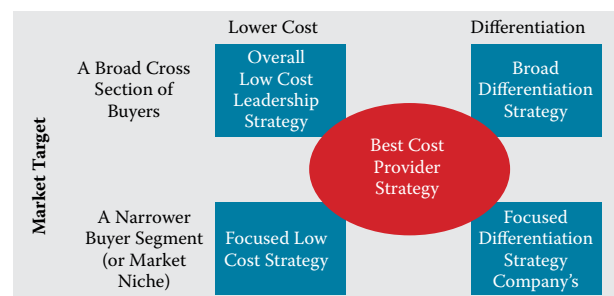 Lower Cost
Differentiation
Market Target
A Broad Cross
Section of
Buyers
Overall
Low Cost
Leadership
Strategy
Broad
Differentiation
Strategy
Best Cost
Provider
Strategy
A Narrower
Buyer Segment
(or Market
Niche)
Focused Low
Cost Strategy
Focused
Differentiation
Strategy
Company's